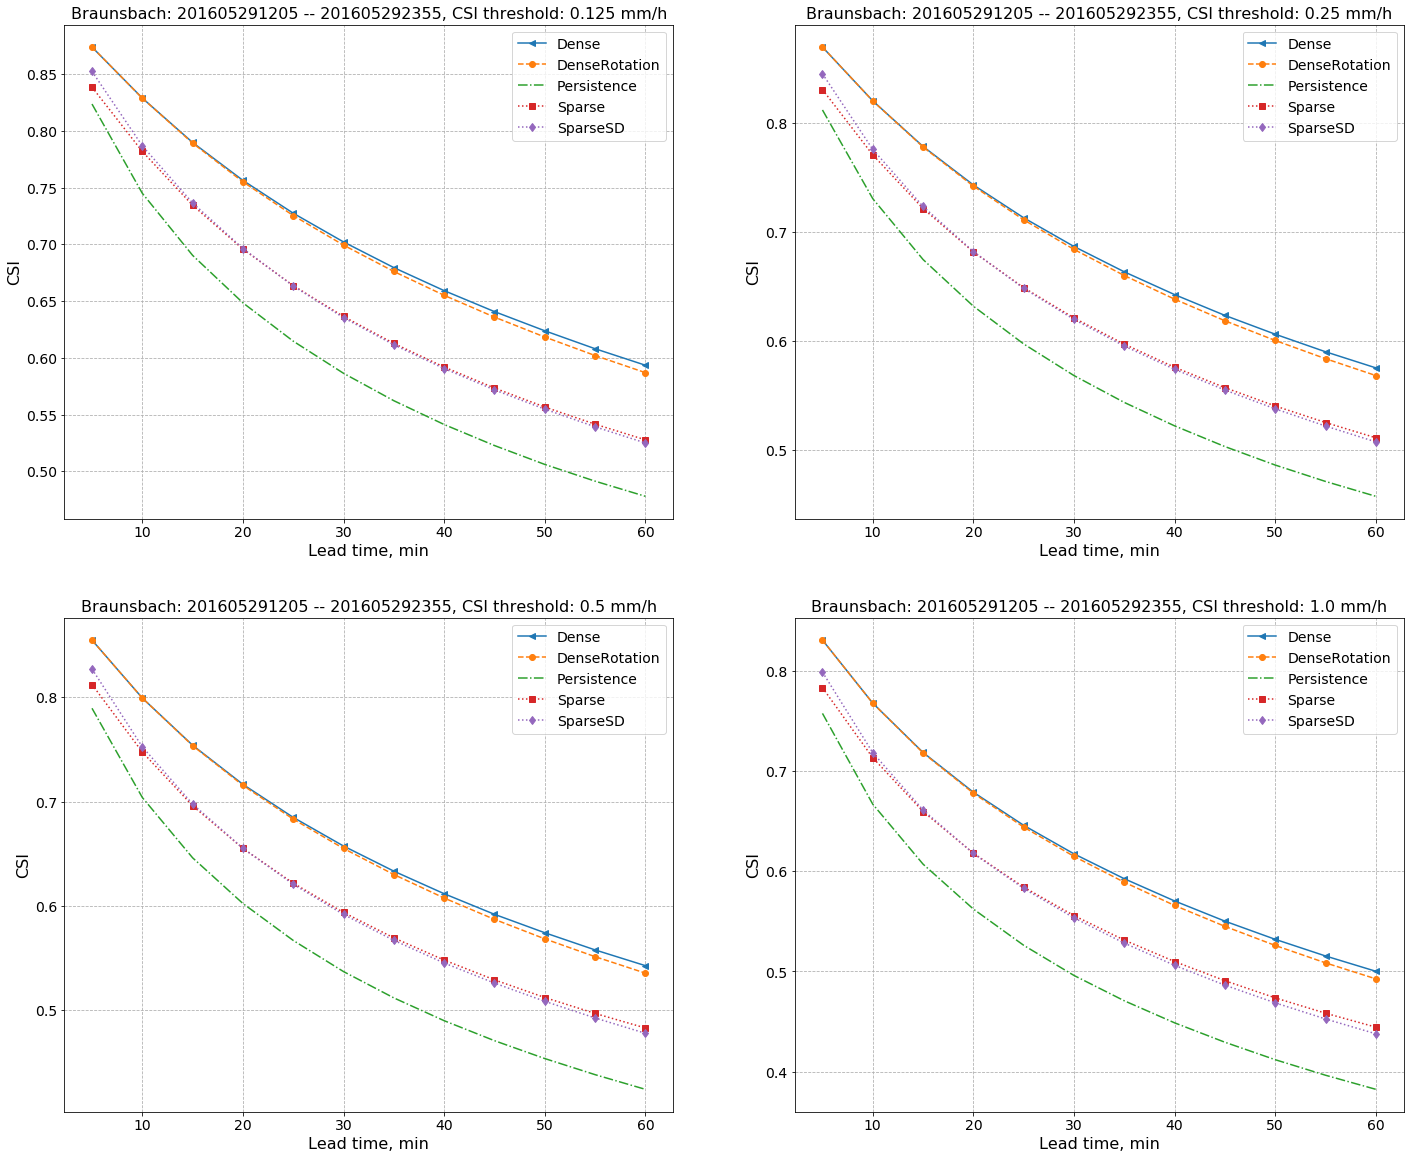 Braunsbach: 201605291205 -- 201605292355, CSI threshold: 0.125 mm/h
CSI
0.85
0.80
0.75
0.70
0.65
0.60
0.55
0.50
Dense
DenseRotation
Persistence
Sparse
SparseSD
10 20 30 40 50 60
Lead time, min
Braunsbach: 201605291205 -- 201605292355, CSI threshold: 0.25 mm/h
CSI
0.8
0.7
0.6
0.5
Dense
DenseRotation
Persistence
Sparse
SparseSD
10 20 30 40 50 60
Lead time, min
Braunsbach: 201605291205 -- 201605292355, CSI threshold: 0.5 mm/h
CSI
0.8
0.7
0.6
0.5
Dense
DenseRotation
Persistence
Sparse
SparseSD
10 20 30 40 50 60
Lead time, min
Braunsbach: 201605291205 -- 201605292355, CSI threshold: 1.0 mm/h
CSI
0.8
0.7
0.6
0.5
0.4
Dense
DenseRotation
Persistence
Sparse
SparseSD
10 20 30 40 50 60
Lead time, min